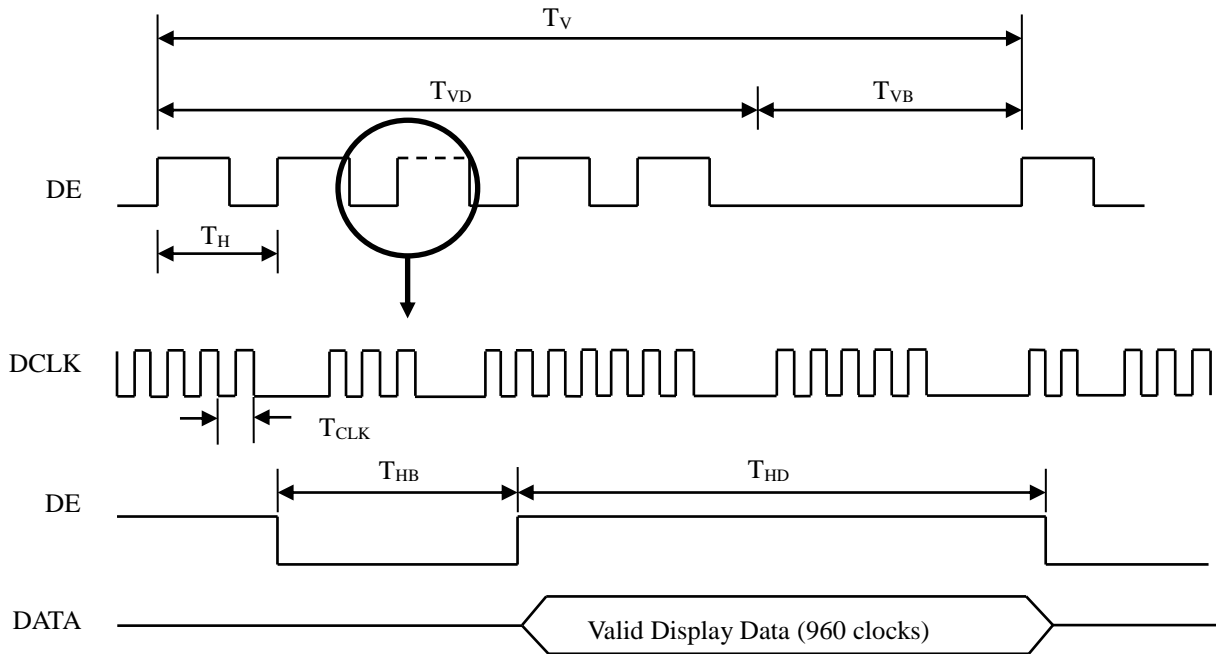 TV
TVD
TVB
DE
TH
DCLK
TCLK
THB
THD
DE
DATA
Valid Display Data (960 clocks)